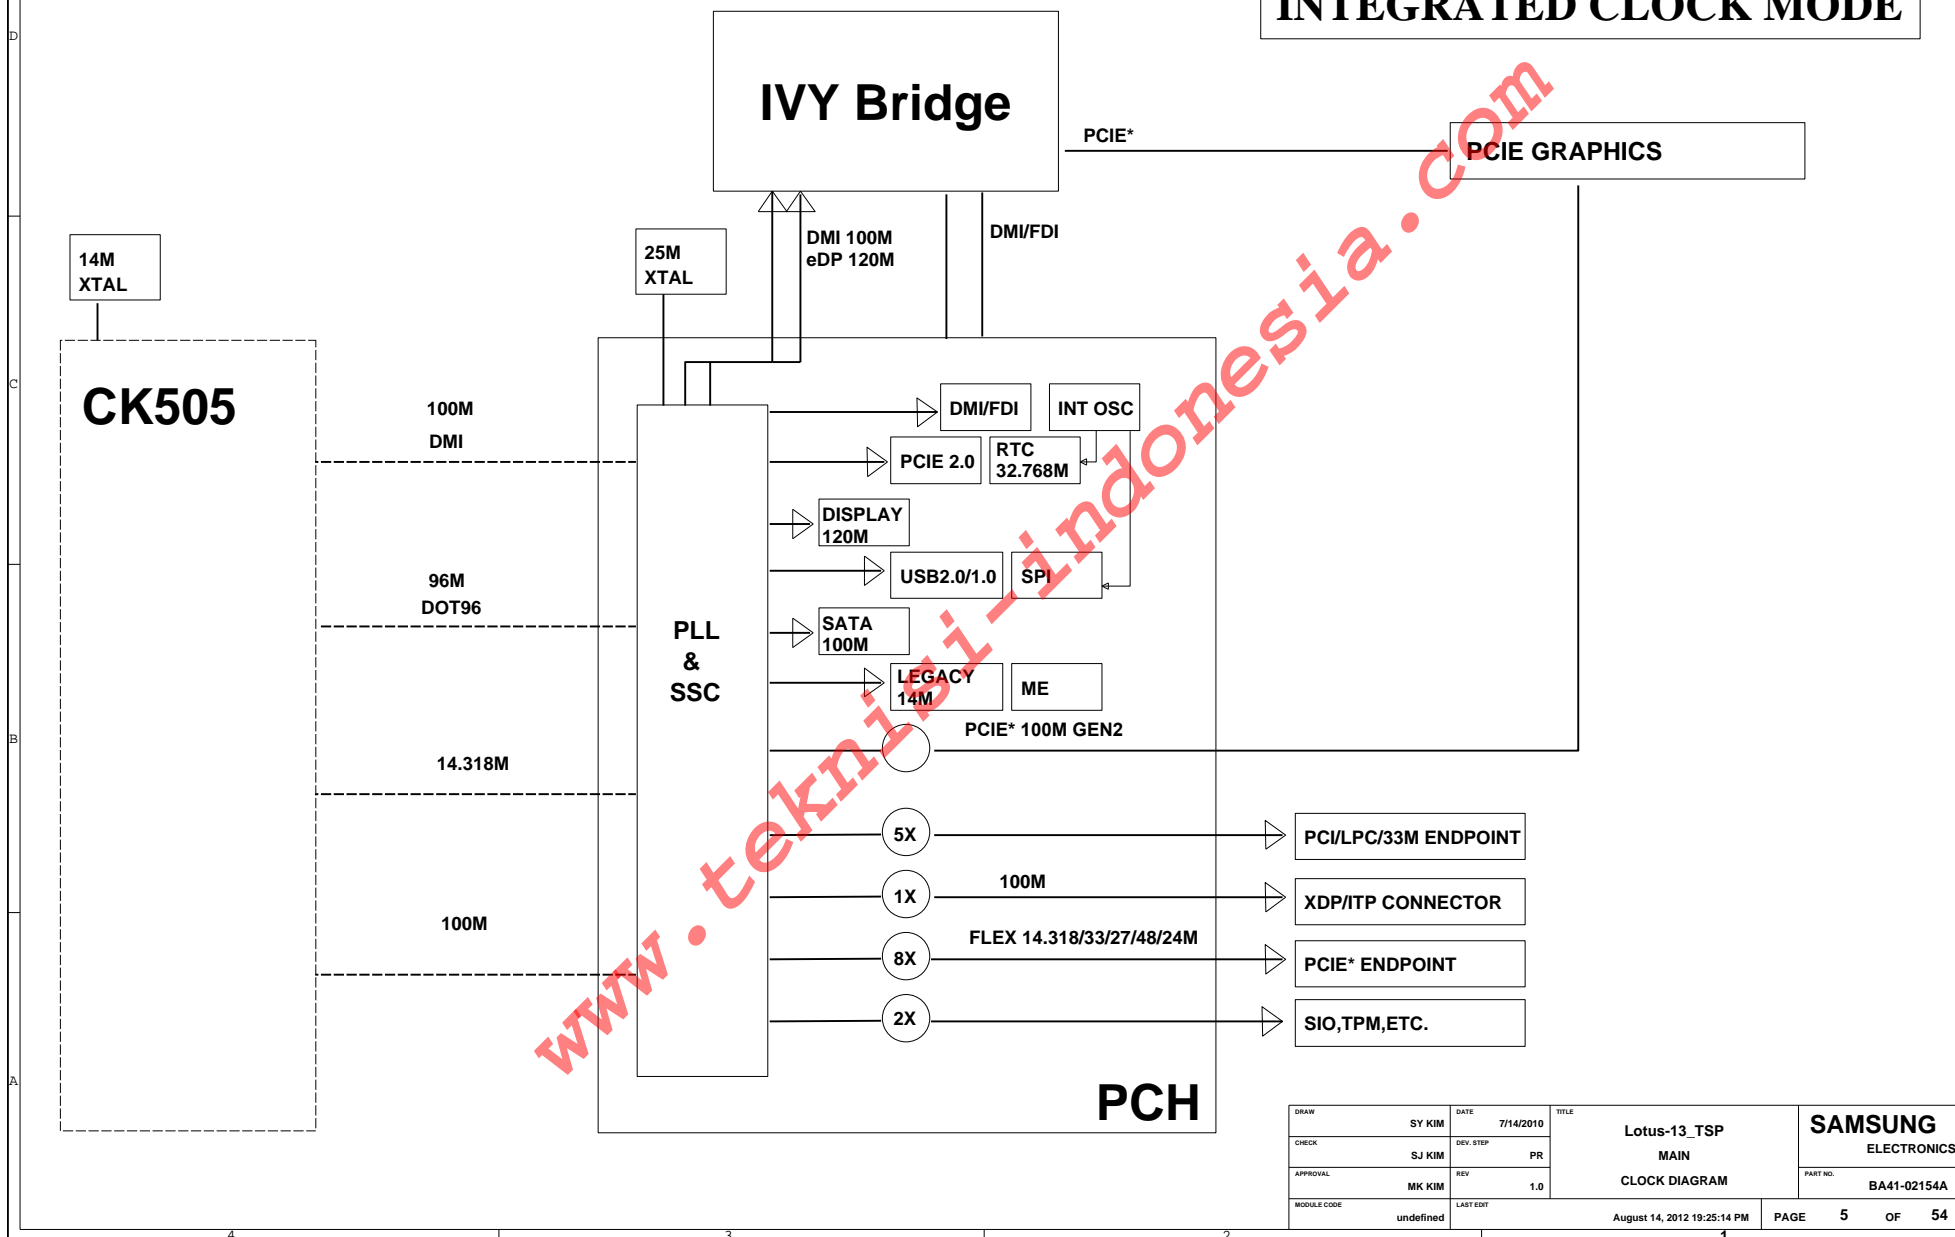 INTEGRATED CLOCK MODE
D
IVY Bridge
PCIE*
PCIE GRAPHICS
14M
XTAL
25M
XTAL
DMI 100M
eDP 120M
DMI/FDI
CK505
C
100M
DMI
DMI/FDI
INT OSC
PCIE 2.0
RTC
32.768M
DISPLAY
120M
96M
DOT96
USB2.0/1.0
SPI
PLL
&
SSC
SATA
100M
LEGACY
14M
ME
PCIE* 100M GEN2
B
14.318M
5X
PCI/LPC/33M ENDPOINT
100M
1X
XDP/ITP CONNECTOR
100M
FLEX 14.318/33/27/48/24M
8X
PCIE* ENDPOINT
2X
SIO,TPM,ETC.
A
PCH
www.teknisi-indonesia.com
DRAW
SY KIM
DATE
7/14/2010
TITLE
Lotus-13_TSP
MAIN
CLOCK DIAGRAM
SAMSUNG
ELECTRONICS
CHECK
SJ KIM
DEV. STEP
PR
APPROVAL
MK KIM
REV
1.0
PART NO.
BA41-02154A
MODULE CODE
undefined
LAST EDIT
August 14, 2012 19:25:14 PM
PAGE 5 OF 54
4
3
2
1